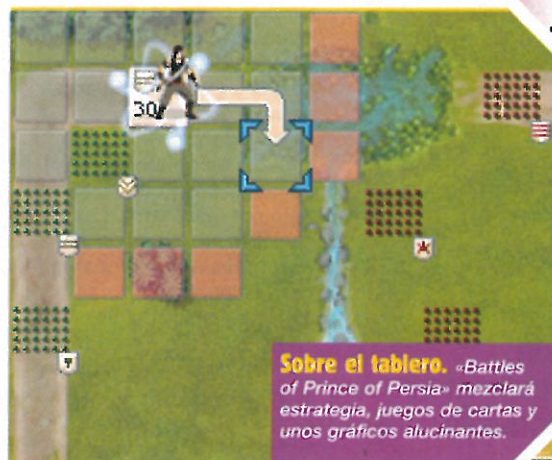 30
Sobre el tablero. «Battles
of Prince of Persia» mezclará
estrategia, juegos de cartas y
unos gráficos alucinantes.